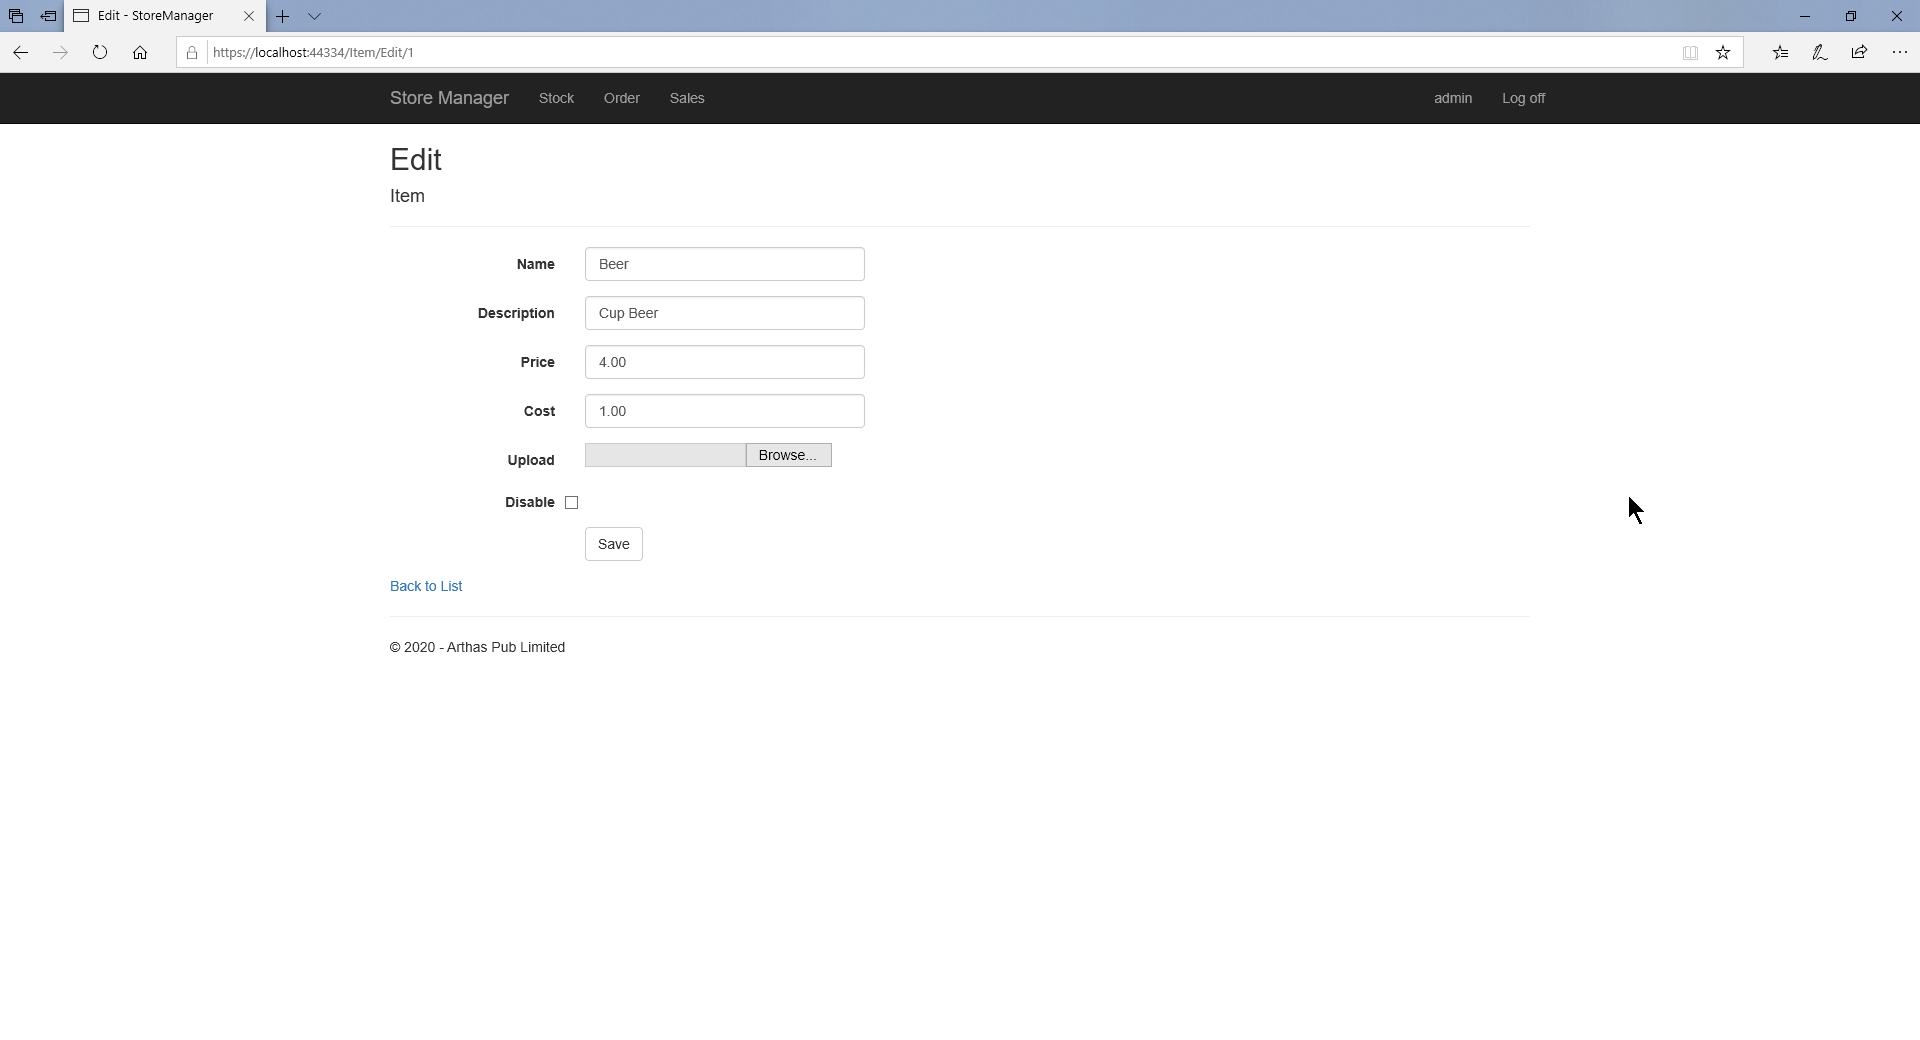 Edit - StoreManager
https://localhost:44334/Item/Edit/1
Store Manager Stock Order Sales admin Log off
Edit
Item
Name Beer
Description Cup Beer
Price 4.00
Cost 1.00
Upload Browse...
Disable
Save
Back to List
© 2020 - Arthas Pub Limited